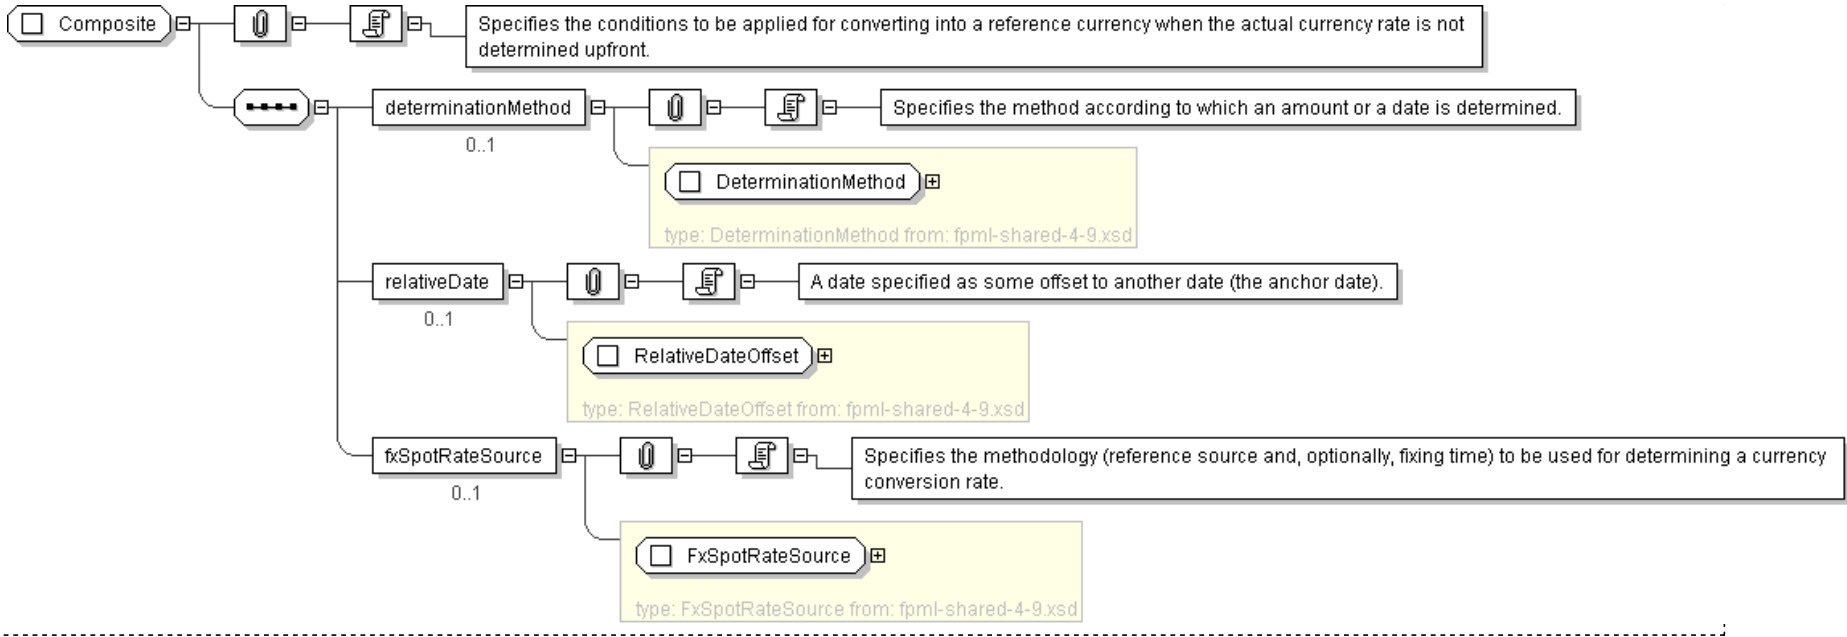 Composite
Specifies the conditions to be applied for converting into a reference currency when the actual currency rate is not
determined upfront.
determinationMethod
Specifies the method according to which an amount or a date is determined.
0..1
DeterminationMethod
type: DeterminationMethod from: fpml-shared-4-9.xsd
relativeDate
A date specified as some offset to another date (the anchor date).
0..1
RelativeDateOffset
type: RelativeDateOffset from: fpml-shared-4-9.xsd
fxSpotRateSource
Specifies the methodology (reference source and, optionally, fixing time) to be used for determining a currency
conversion rate.
0..1
FxSpotRateSource
type: FxSpotRateSource from: fpml-shared-4-9.xsd